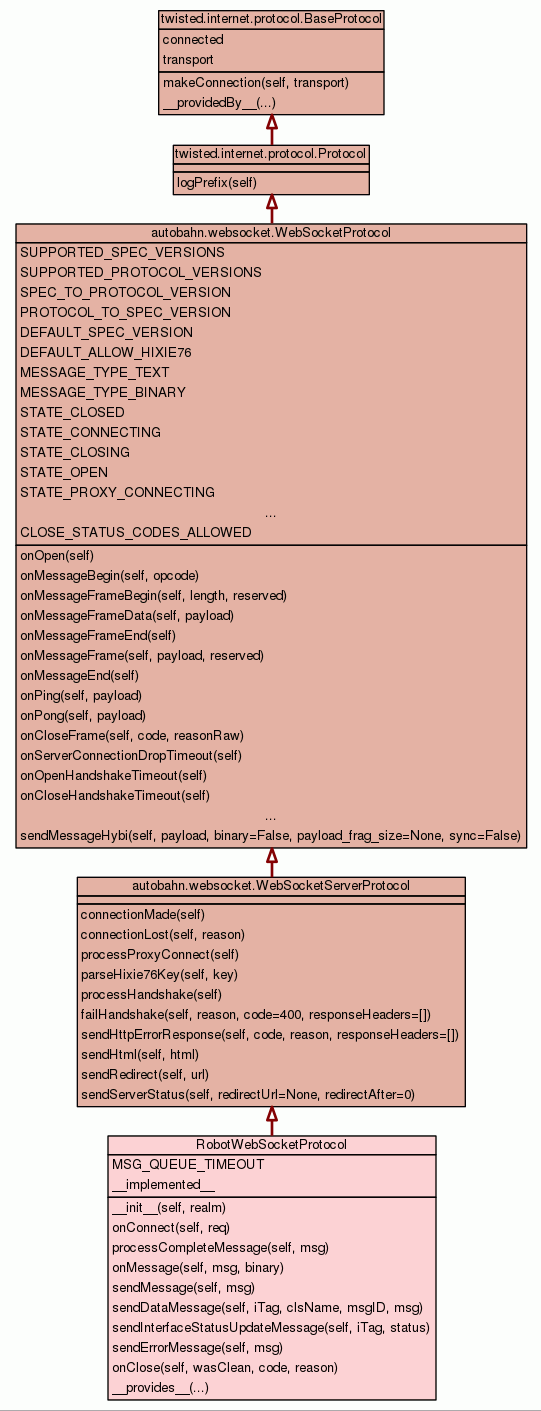 twisted.internet.protocol.BaseProtocol
connected
transport
makeConnection(self, transport)
__providedBy__(...)
twisted.internet.protocol.Protocol
logPrefix(self)
autobahn.websocket.WebSocketProtocol
SUPPORTED_SPEC_VERSIONS
SUPPORTED_PROTOCOL_VERSIONS
SPEC_TO_PROTOCOL_VERSION
PROTOCOL_TO_SPEC_VERSION
DEFAULT_SPEC_VERSION
DEFAULT_ALLOW_HIXIE76
MESSAGE_TYPE_TEXT
MESSAGE_TYPE_BINARY
STATE_CLOSED
STATE_CONNECTING
STATE_CLOSING
STATE_OPEN
STATE_PROXY_CONNECTING
...
CLOSE_STATUS_CODES_ALLOWED
onOpen(self)
onMessageBegin(self, opcode)
onMessageFrameBegin(self, length, reserved)
onMessageFrameData(self, payload)
onMessageFrameEnd(self)
onMessageFrame(self, payload, reserved)
onMessageEnd(self)
onPing(self, payload)
onPong(self, payload)
onCloseFrame(self, code, reasonRaw)
onServerConnectionDropTimeout(self)
onOpenHandshakeTimeout(self)
onCloseHandshakeTimeout(self)
...
sendMessageHybi(self, payload, binary=False, payload_frag_size=None, sync=False)
autobahn.websocket.WebSocketServerProtocol
connectionMade(self)
connectionLost(self, reason)
processProxyConnect(self)
parseHixie76Key(self, key)
processHandshake(self)
failHandshake(self, reason, code=400, responseHeaders=[])
sendHttpErrorResponse(self, code, reason, responseHeaders=[])
sendHtml(self, html)
sendRedirect(self, url)
sendServerStatus(self, redirectUrl=None, redirectAfter=0)
RobotWebSocketProtocol
MSG_QUEUE_TIMEOUT
__implemented__
__init__(self, realm)
onConnect(self, req)
processCompleteMessage(self, msg)
onMessage(self, msg, binary)
sendMessage(self, msg)
sendDataMessage(self, iTag, clsName, msgID, msg)
sendInterfaceStatusUpdateMessage(self, iTag, status)
sendErrorMessage(self, msg)
onClose(self, wasClean, code, reason)
__provides__(...)